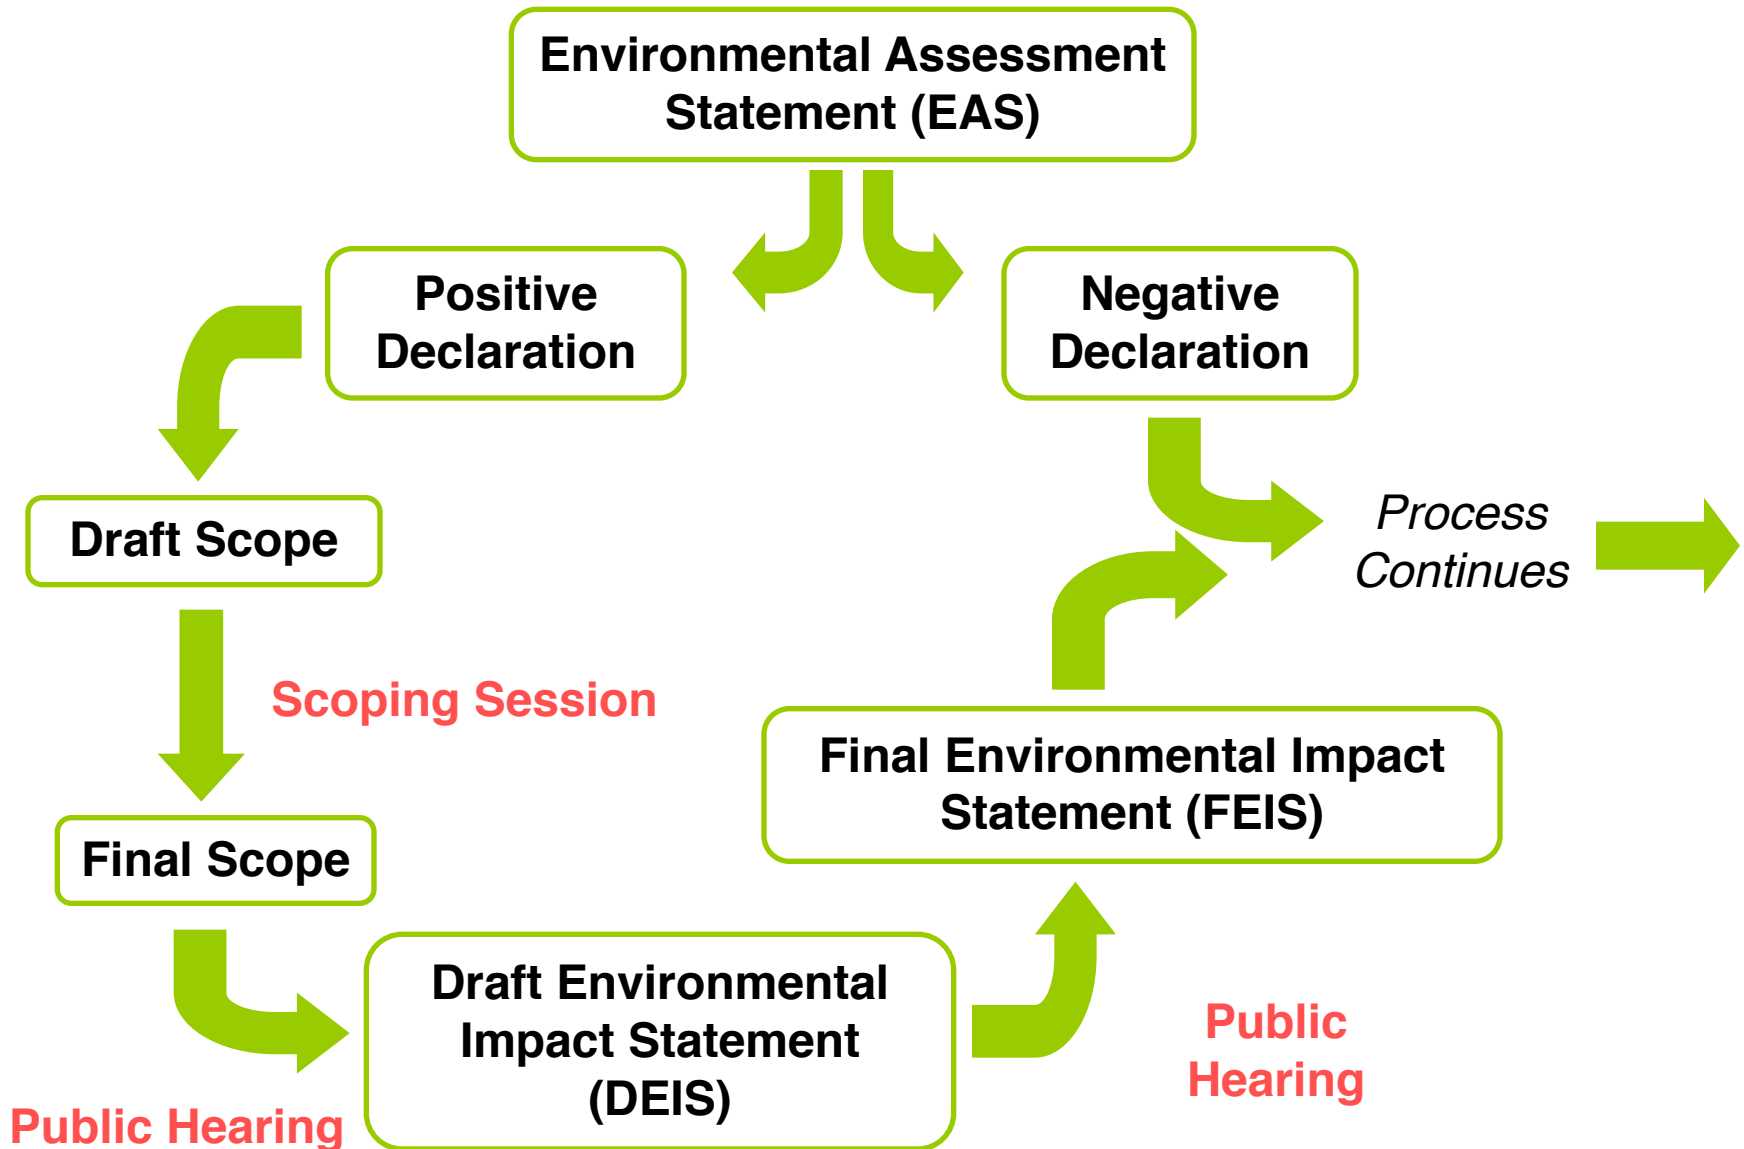 Environmental Assessment
Statement (EAS)
Positive
Declaration
Negative
Declaration
Draft Scope
Process
Continues
Scoping Session
Final Environmental Impact
Statement (FEIS)
Final Scope
Draft Environmental
Impact Statement
(DEIS)
Public
Hearing
Public Hearing